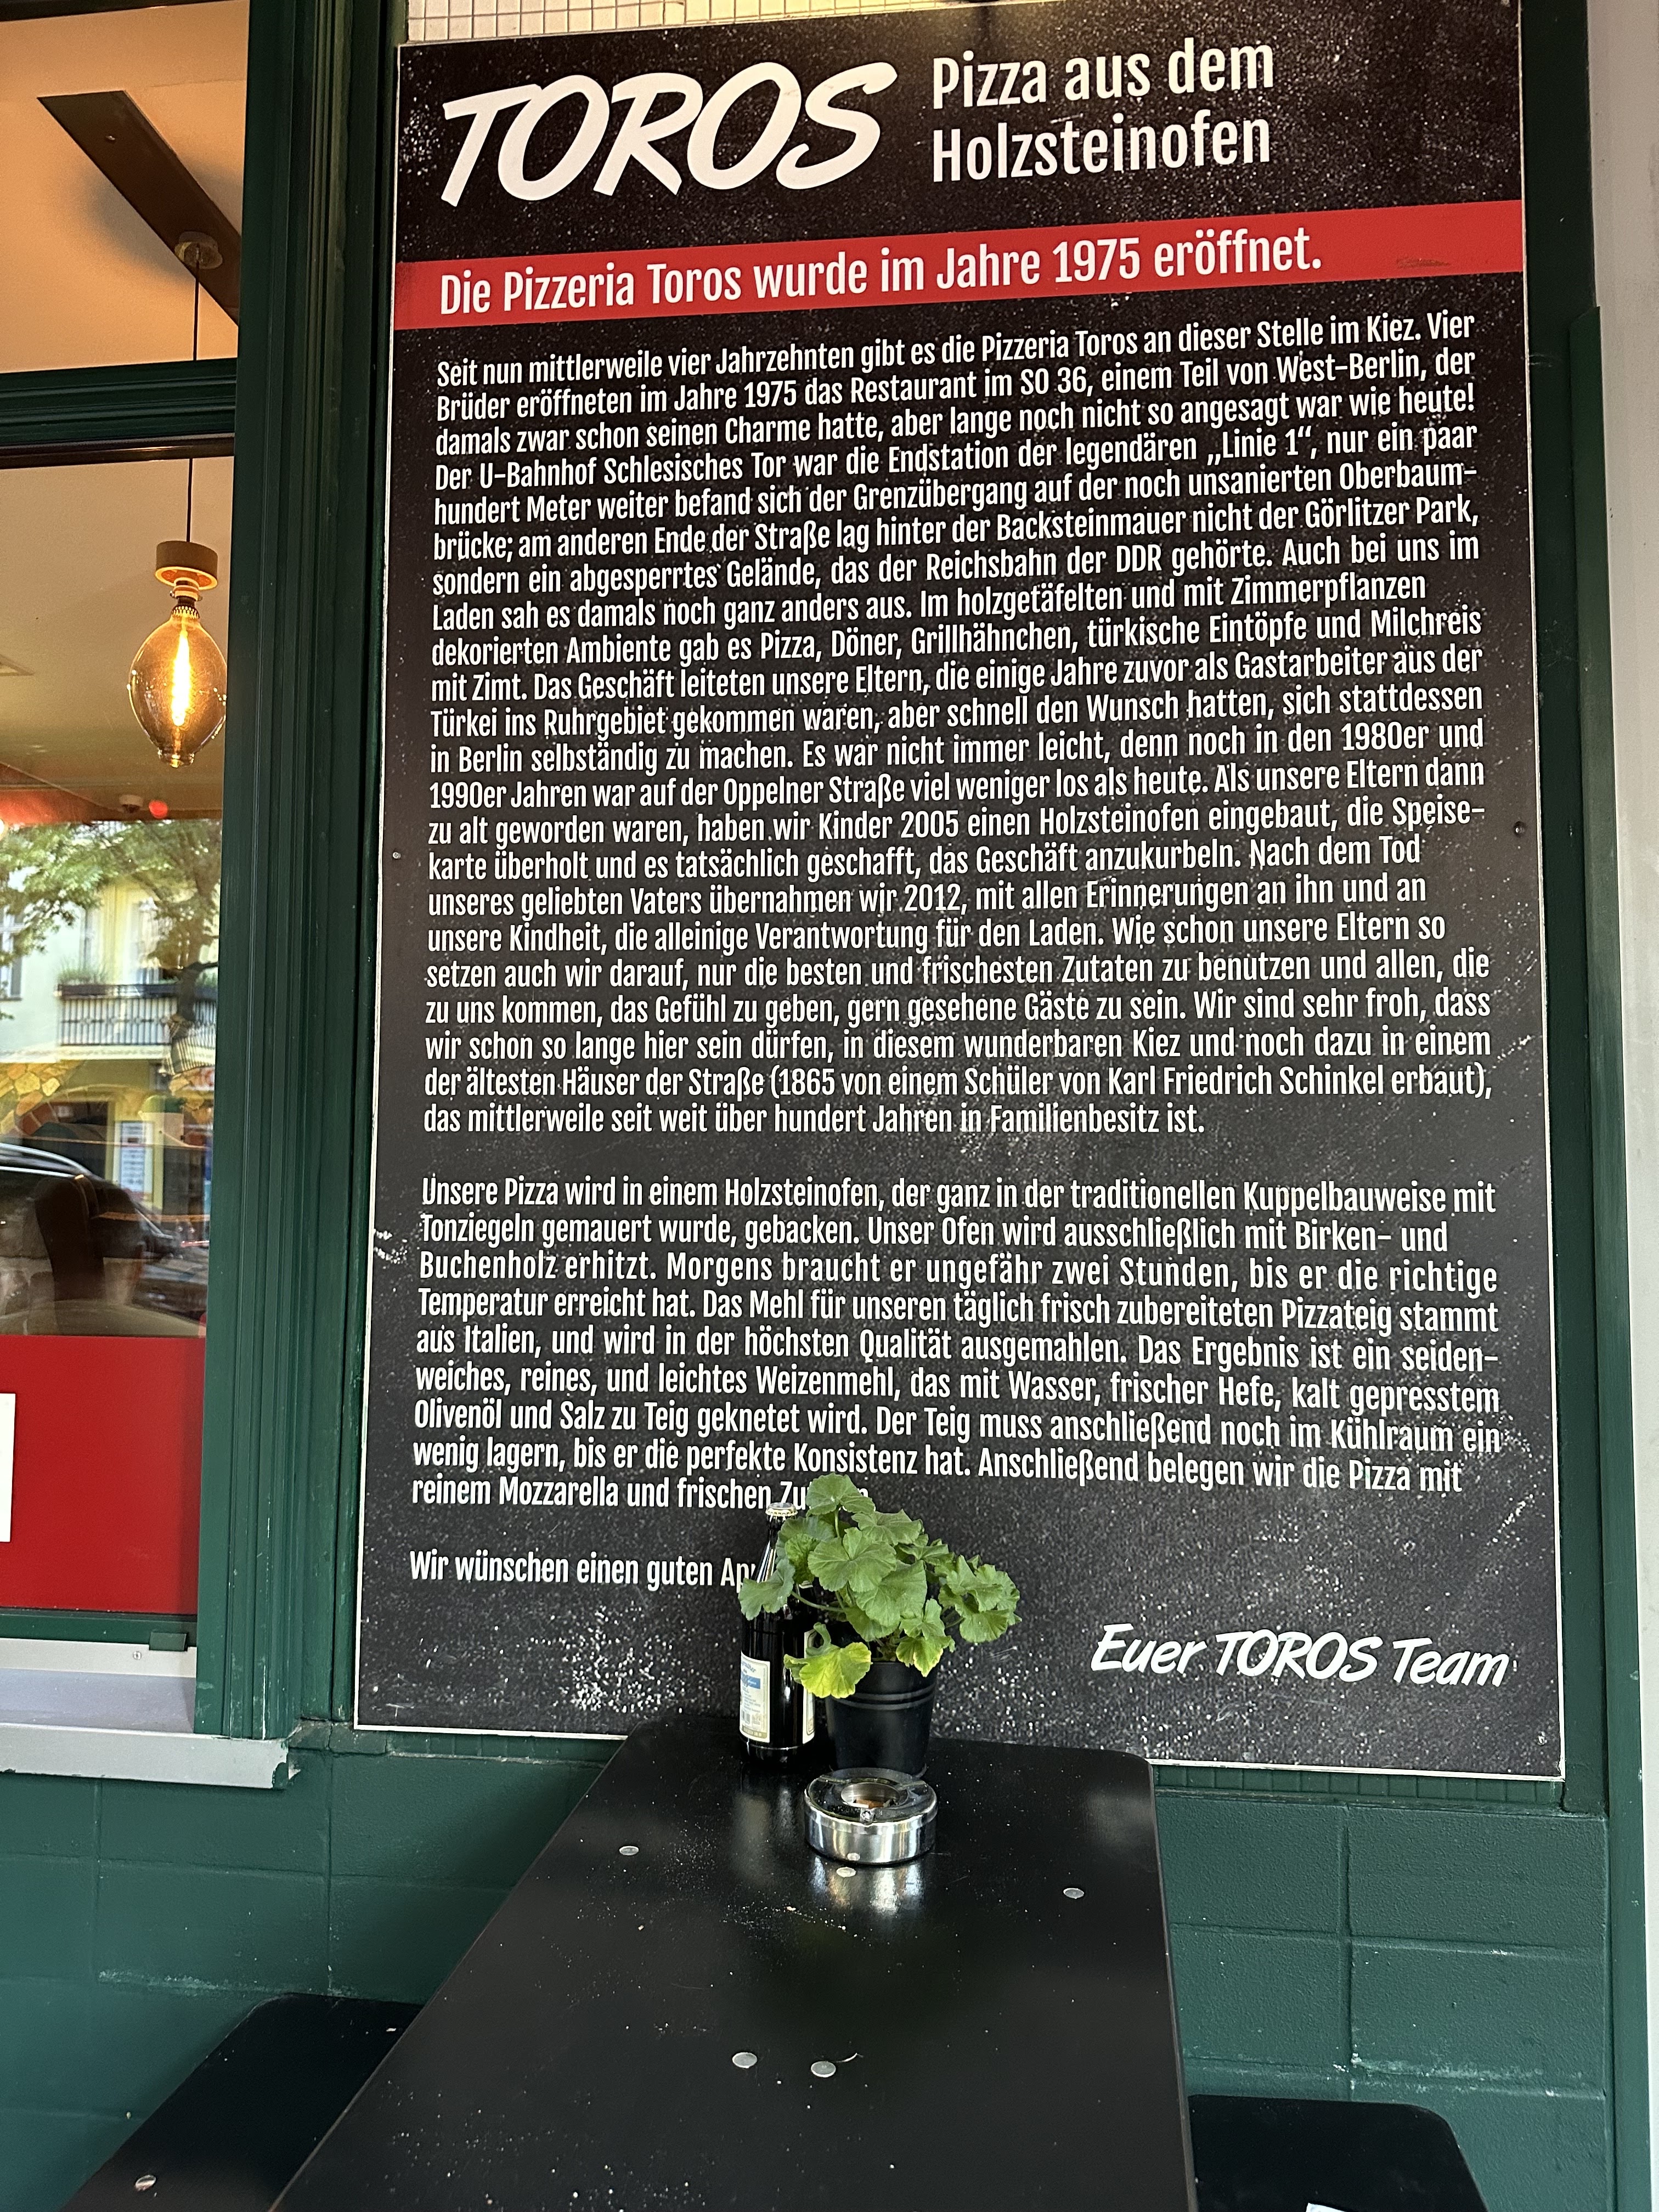 TOROS
Pizza aus dem
Holzsteinofen
Die Pizzeria Toros wurde im Jahre 1975 eröffnet.
Seit nun mittlerweile vier Jahrzehnten gibt es die Pizzeria Toros an dieser Stelle im Kiez. Vier
Brüder eröffneten im Jahre 1975 das Restaurant im SO 36, einem Teil von West-Berlin, der
damals zwar schon seinen Charme hatte, aber lange noch nicht so angesagt war wie heute!
Der U-Bahnhof Schlesisches Tor war die Endstation der legendären „Linie 1“, nur ein paar
hundert Meter weiter befand sich der Grenzübergang auf der noch unsanierten Oberbaum-
brücke; am anderen Ende der Straße lag hinter der Backsteinmauer nicht der Görlitzer Park,
sondern ein abgesperrtes Gelände, das der Reichsbahn der DDR gehörte. Auch bei uns im
Laden sah es damals noch ganz anders aus. Im holzgetäfelten und mit Zimmerpflanzen
dekorierten Ambiente gab es Pizza, Döner, Grillhähnchen, türkische Eintöpfe und Milchreis
mit Zimt. Das Geschäft leiteten unsere Eltern, die einige Jahre zuvor als Gastarbeiter aus der
Türkei ins Ruhrgebiet gekommen waren, aber schnell den Wunsch hatten, sich stattdessen
in Berlin selbständig zu machen. Es war nicht immer leicht, denn noch in den 1980er und
1990er Jahren war auf der Oppelner Straße viel weniger los als heute. Als unsere Eltern dann
zu alt geworden waren, haben wir Kinder 2005 einen Holzsteinofen eingebaut, die Speise-
karte überholt und es tatsächlich geschafft, das Geschäft anzukurbeln. Nach dem Tod
unseres geliebten Vaters übernahmen wir 2012, mit allen Erinnerungen an ihn und an
unsere Kindheit, die alleinige Verantwortung für den Laden. Wie schon unsere Eltern so
setzen auch wir darauf, nur die besten und frischesten Zutaten zu benutzen und allen, die
zu uns kommen, das Gefühl zu geben, gern gesehene Gäste zu sein. Wir sind sehr froh, dass
wir schon so lange hier sein dürfen, in diesem wunderbaren Kiez und noch dazu in einem
der ältesten Häuser der Straße (1865 von einem Schüler von Karl Friedrich Schinkel erbaut),
das mittlerweile seit weit über hundert Jahren in Familienbesitz ist.
Unsere Pizza wird in einem Holzsteinofen, der ganz in der traditionellen Kuppelbauweise mit
Tonziegeln gemauert wurde, gebacken. Unser Ofen wird ausschließlich mit Birken- und
Buchenholz erhitzt. Morgens braucht er ungefähr zwei Stunden, bis er die richtige
Temperatur erreicht hat. Das Mehl für unseren täglich frisch zubereiteten Pizzateig stammt
aus Italien, und wird in der höchsten Qualität ausgemahlen. Das Ergebnis ist ein seiden-
weiches, reines, und leichtes Weizenmehl, das mit Wasser, frischer Hefe, kalt gepresstem
Olivenöl und Salz zu Teig geknetet wird. Der Teig muss anschließend noch im Kühlraum ein
wenig lagern, bis er die perfekte Konsistenz hat. Anschließend belegen wir die Pizza mit
reinem Mozzarella und frischen
Wir wünschen einen guten
Euer TOROS Team